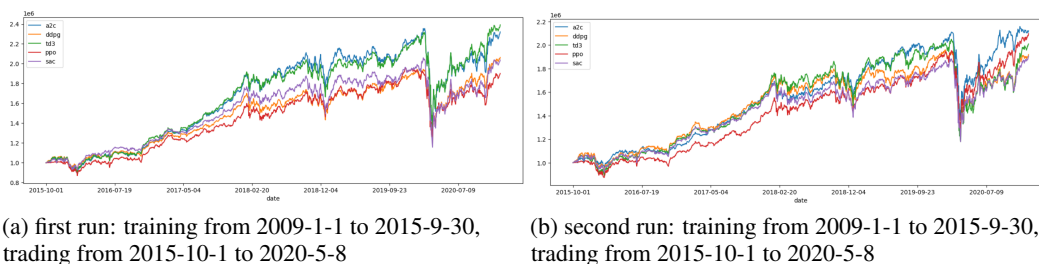 1e6
2.4
2.2
2.0
1.8
1.6
1.4
1.2
1.0
0.8
a2c
ddpg
td3
ppo
sac
2015-10-01 2016-07-19 2017-05-04 2018-02-20 2018-12-04 2019-09-23 2020-07-09
date
(a) first run: training from 2009-1-1 to 2015-9-30,
trading from 2015-10-1 to 2020-5-8
1e6
2.2
2.0
1.8
1.6
1.4
1.2
1.0
a2c
ddpg
td3
ppo
sac
2015-10-01 2016-07-19 2017-05-04 2018-02-20 2018-12-04 2019-09-23 2020-07-09
date
(b) second run: training from 2009-1-1 to 2015-9-30,
trading from 2015-10-1 to 2020-5-8